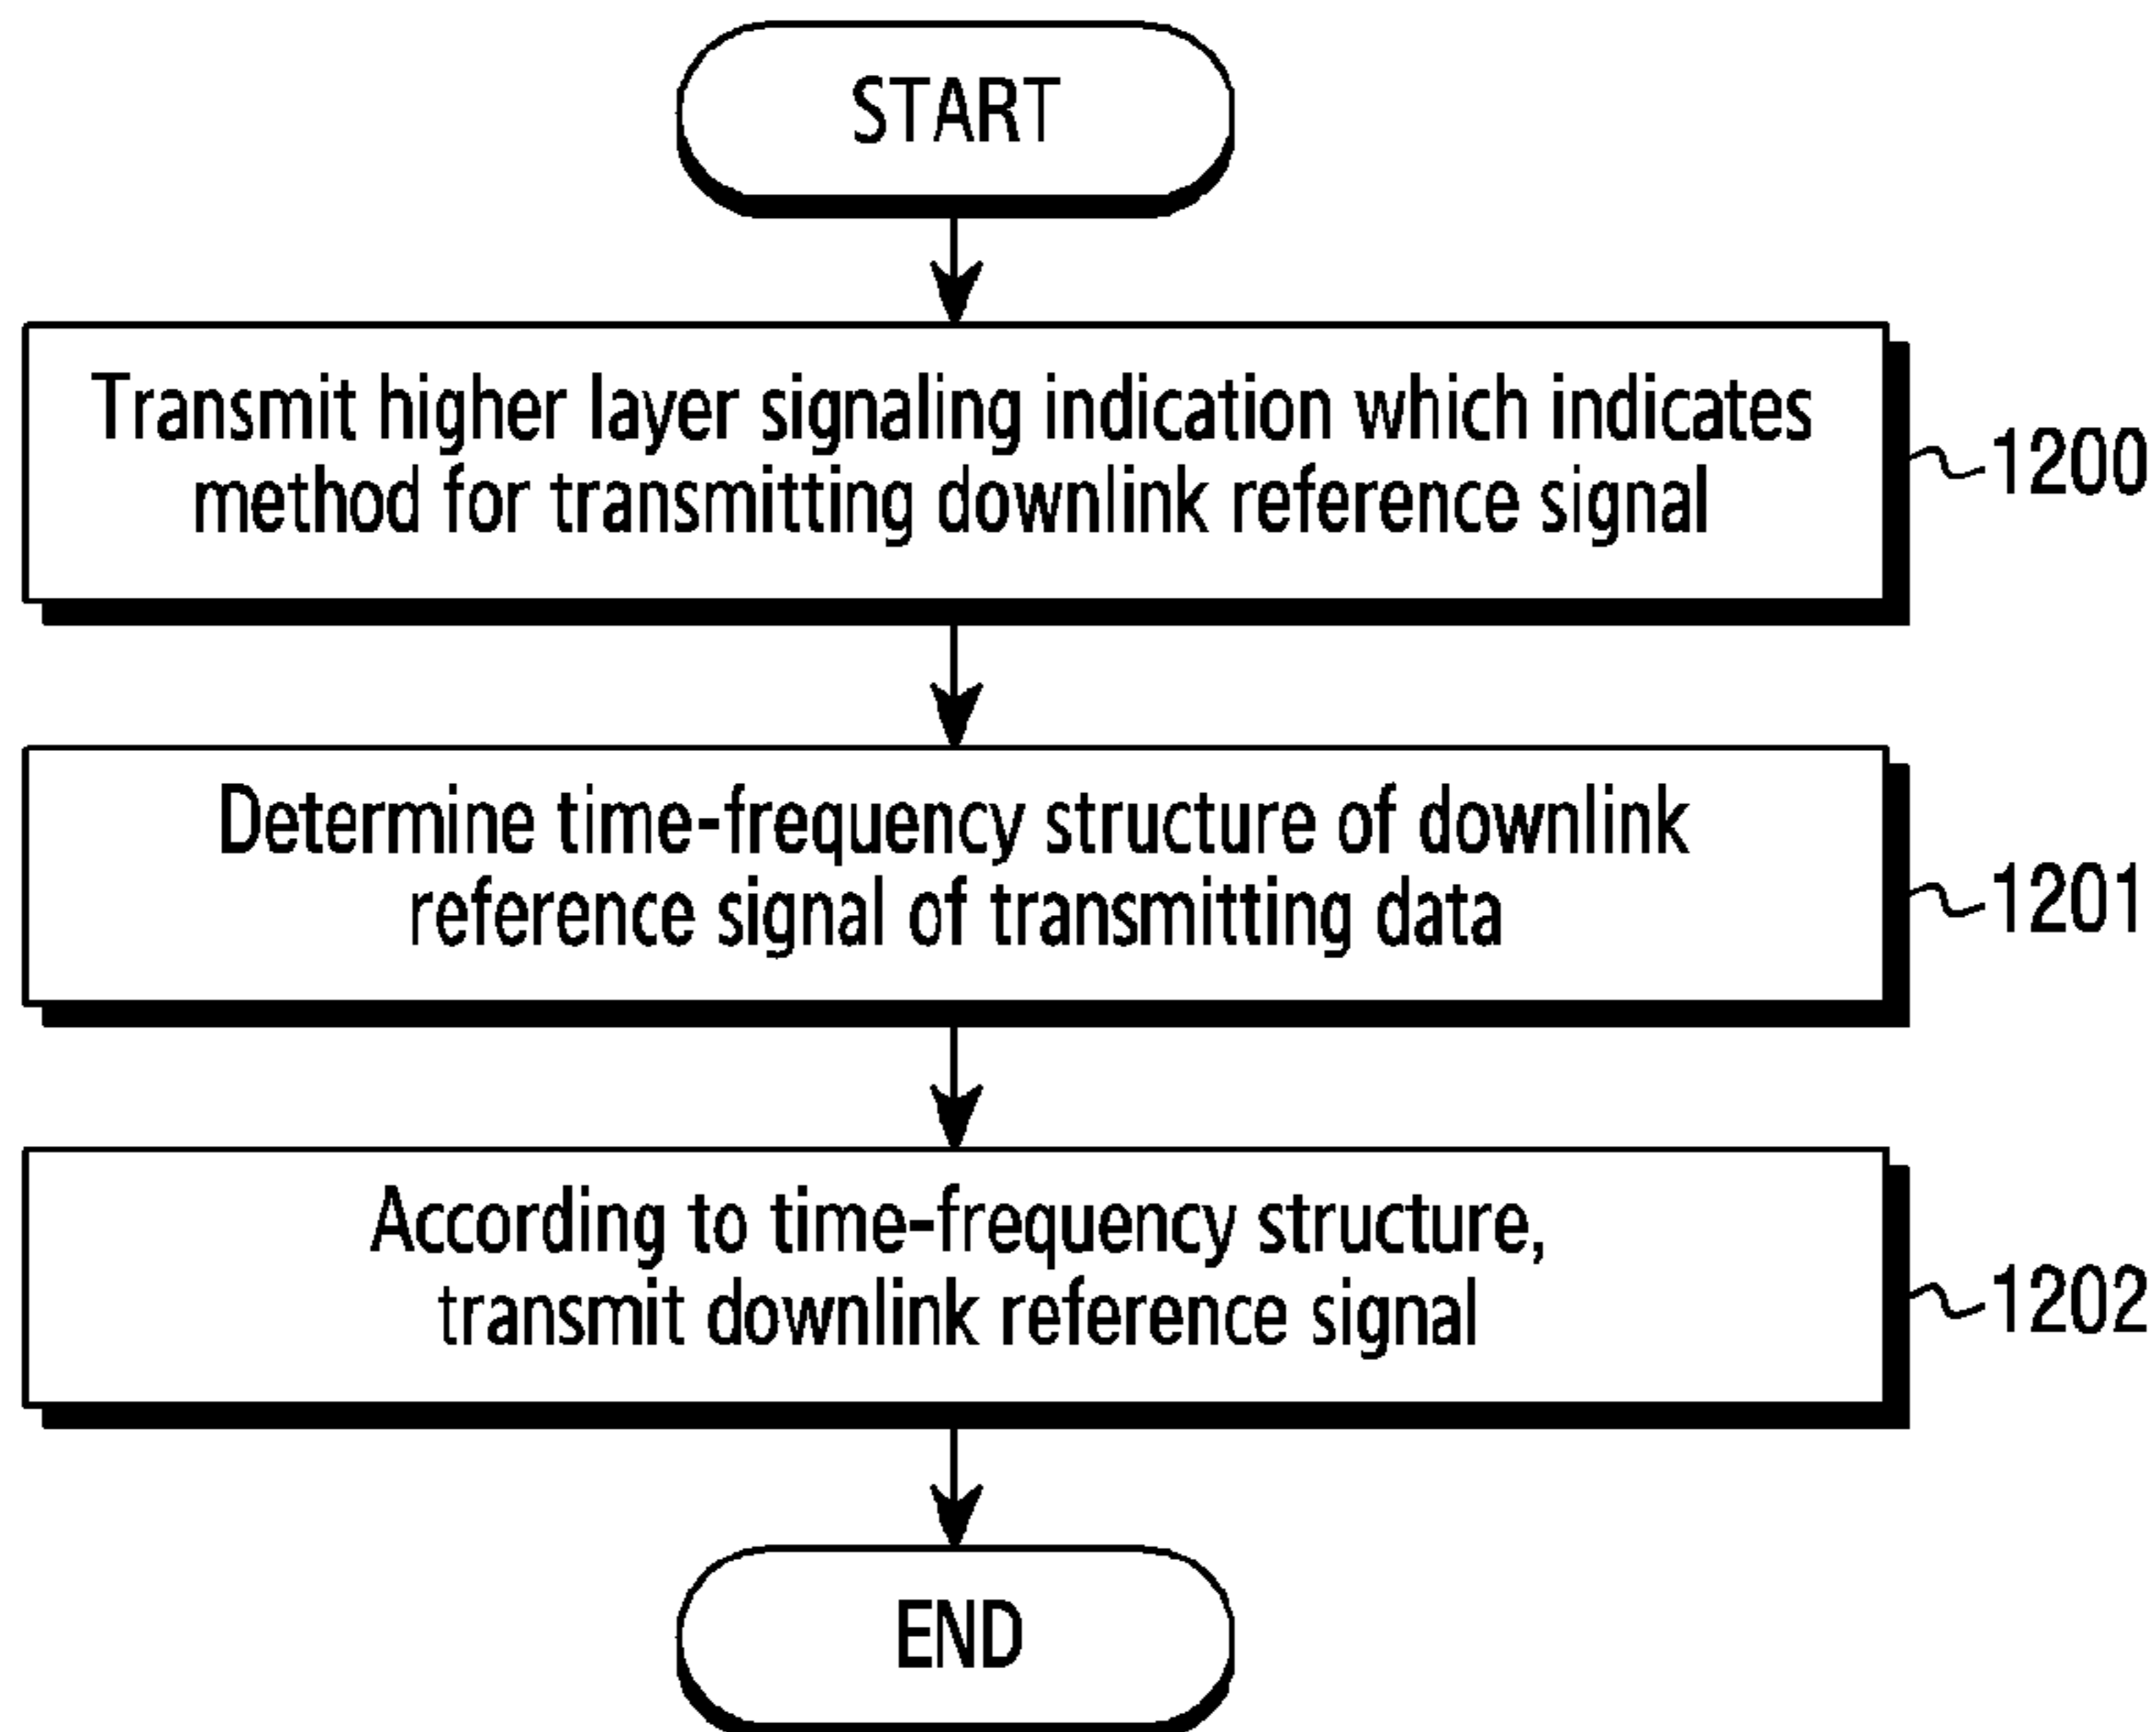 START
Transmit higher layer signaling indication which indicates
method for transmitting downlink reference signal
1200
Determine time-frequency structure of downlink
reference signal of transmitting data
1201
According to time-frequency structure,
transmit downlink reference signal
1202
END